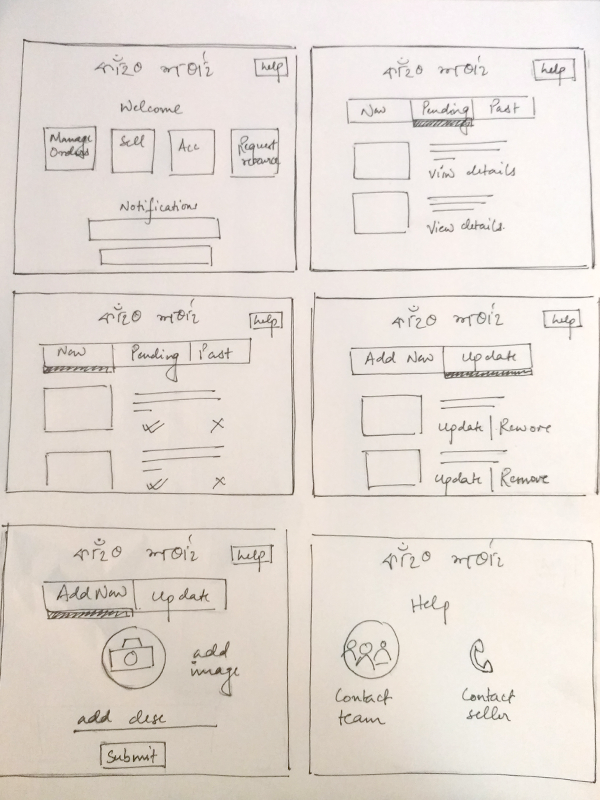 Help
Welcome
Manage Orders
Sell
Acc
Request resource
Notifications
Help
New Pending Past
View details
View details
Help
New Pending Past
Help
Add New Update
Update | Remove
Update | Remove
Help
Add New Update
add image
add desc
Submit
Help
Contact team
Contact seller